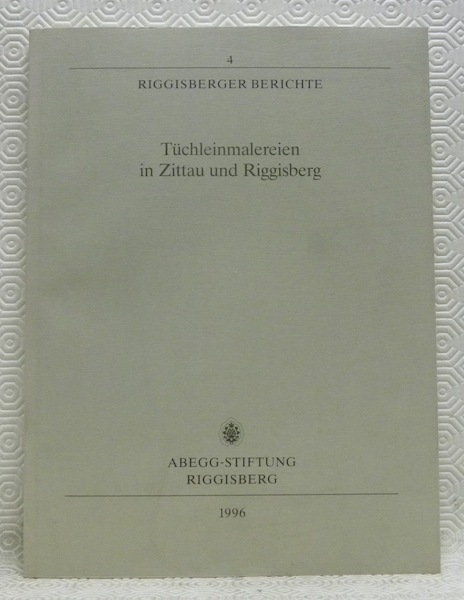 4
RIGGISBERGER BERICHTE
Tüchleinmalereien
in Zittau und Riggisberg
ABEGG-STIFTUNG
RIGGISBERG
1996